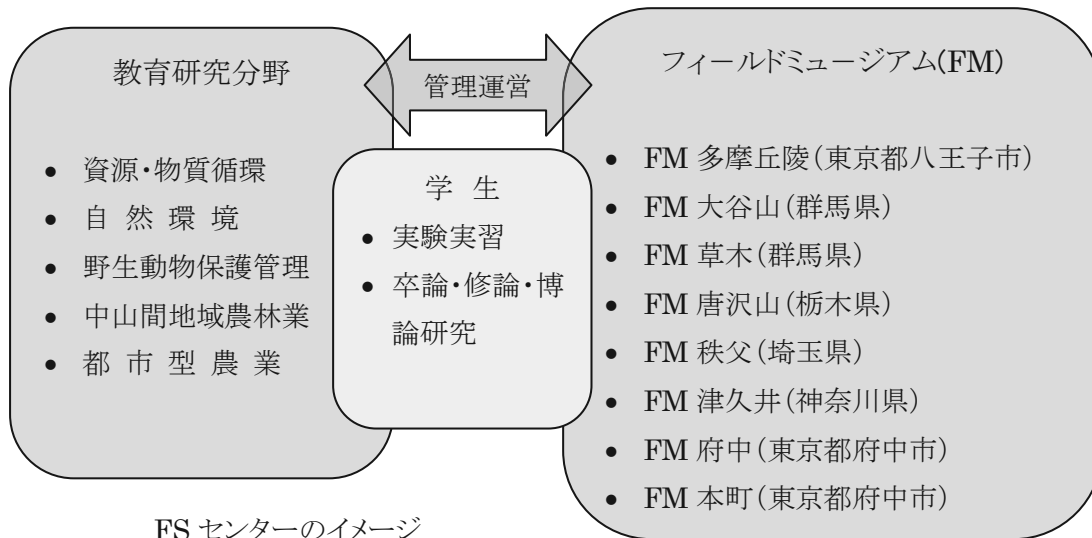 教育研究分野
• 資源・物質循環
• 自 然 環 境
• 野生動物保護管理
• 中山間地域農林業
• 都 市 型 農 業
管理運営
学 生
• 実験実習
• 卒論・修論・博
論研究
フィールドミュージアム(FM)
• FM 多摩丘陵(東京都八王子市)
• FM 大谷山(群馬県)
• FM 草木(群馬県)
• FM 唐沢山(栃木県)
• FM 秩父(埼玉県)
• FM 津久井(神奈川県)
• FM 府中(東京都府中市)
• FM 本町(東京都府中市)
FS センターのイメージ